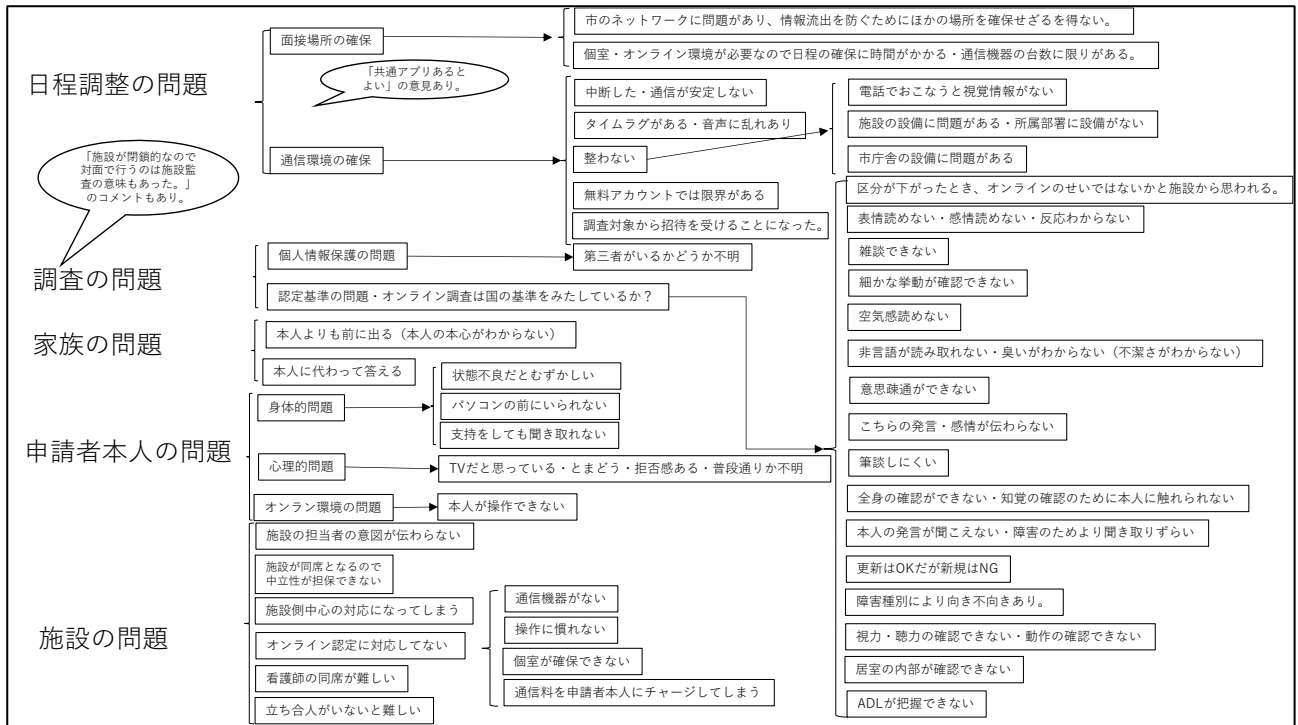 日程調整の問題
面接場所の確保
市のネットワークに問題があり、情報流出を防ぐためにほかの場所を確保せざるを得ない。
個室・オンライン環境が必要なので日程の確保に時間がかかる・通信機器の台数に限りがある。
「共通アプリあると
よい」の意見あり。
通信環境の確保
中断した・通信が安定しない
タイムラグがある・音声に乱れあり
整わない
電話でおこなうと視覚情報がない
施設の設備に問題がある・所属部署に設備がない
市庁舎の設備に問題がある
無料アカウントでは限界がある
調査対象から招待を受けることになった。
「施設が閉鎖的なので
対面で行うのは施設監
査の意味もあった。」
のコメントもあり。
調査の問題
個人情報保護の問題
第三者がいるかどうか不明
認定基準の問題・オンライン調査は国の基準をみたしているか？
区分が下がったとき、オンラインのせいではないかと施設から思われる。
表情読めない・感情読めない・反応わからない
雑談できない
細かな挙動が確認できない
空気感読めない
非言語が読み取れない・臭いがわからない（不潔さがわからない）
意思疎通ができない
こちらの発言・感情が伝わらない
筆談しにくい
全身の確認ができない・知覚の確認のために本人に触れられない
本人の発言が聞こえない・障害のためより聞き取りずらい
更新はOKだが新規はNG
障害種別により向き不向きあり。
視力・聴力の確認できない・動作の確認できない
居室の内部が確認できない
ADLが把握できない
家族の問題
本人よりも前に出る（本人の本心がわからない）
本人に代わって答える
申請者本人の問題
身体的問題
状態不良だとむずかしい
パソコンの前にいられない
支持をしても聞き取れない
心理的問題
TVだと思っている・とまどう・拒否感ある・普段通りか不明
オンラン環境の問題
本人が操作できない
施設の問題
施設の担当者の意図が伝わらない
施設が同席となるので
中立性が担保できない
施設側中心の対応になってしまう
オンライン認定に対応してない
通信機器がない
操作に慣れない
個室が確保できない
通信料を申請者本人にチャージしてしまう
看護師の同席が難しい
立ち合人がいないと難しい